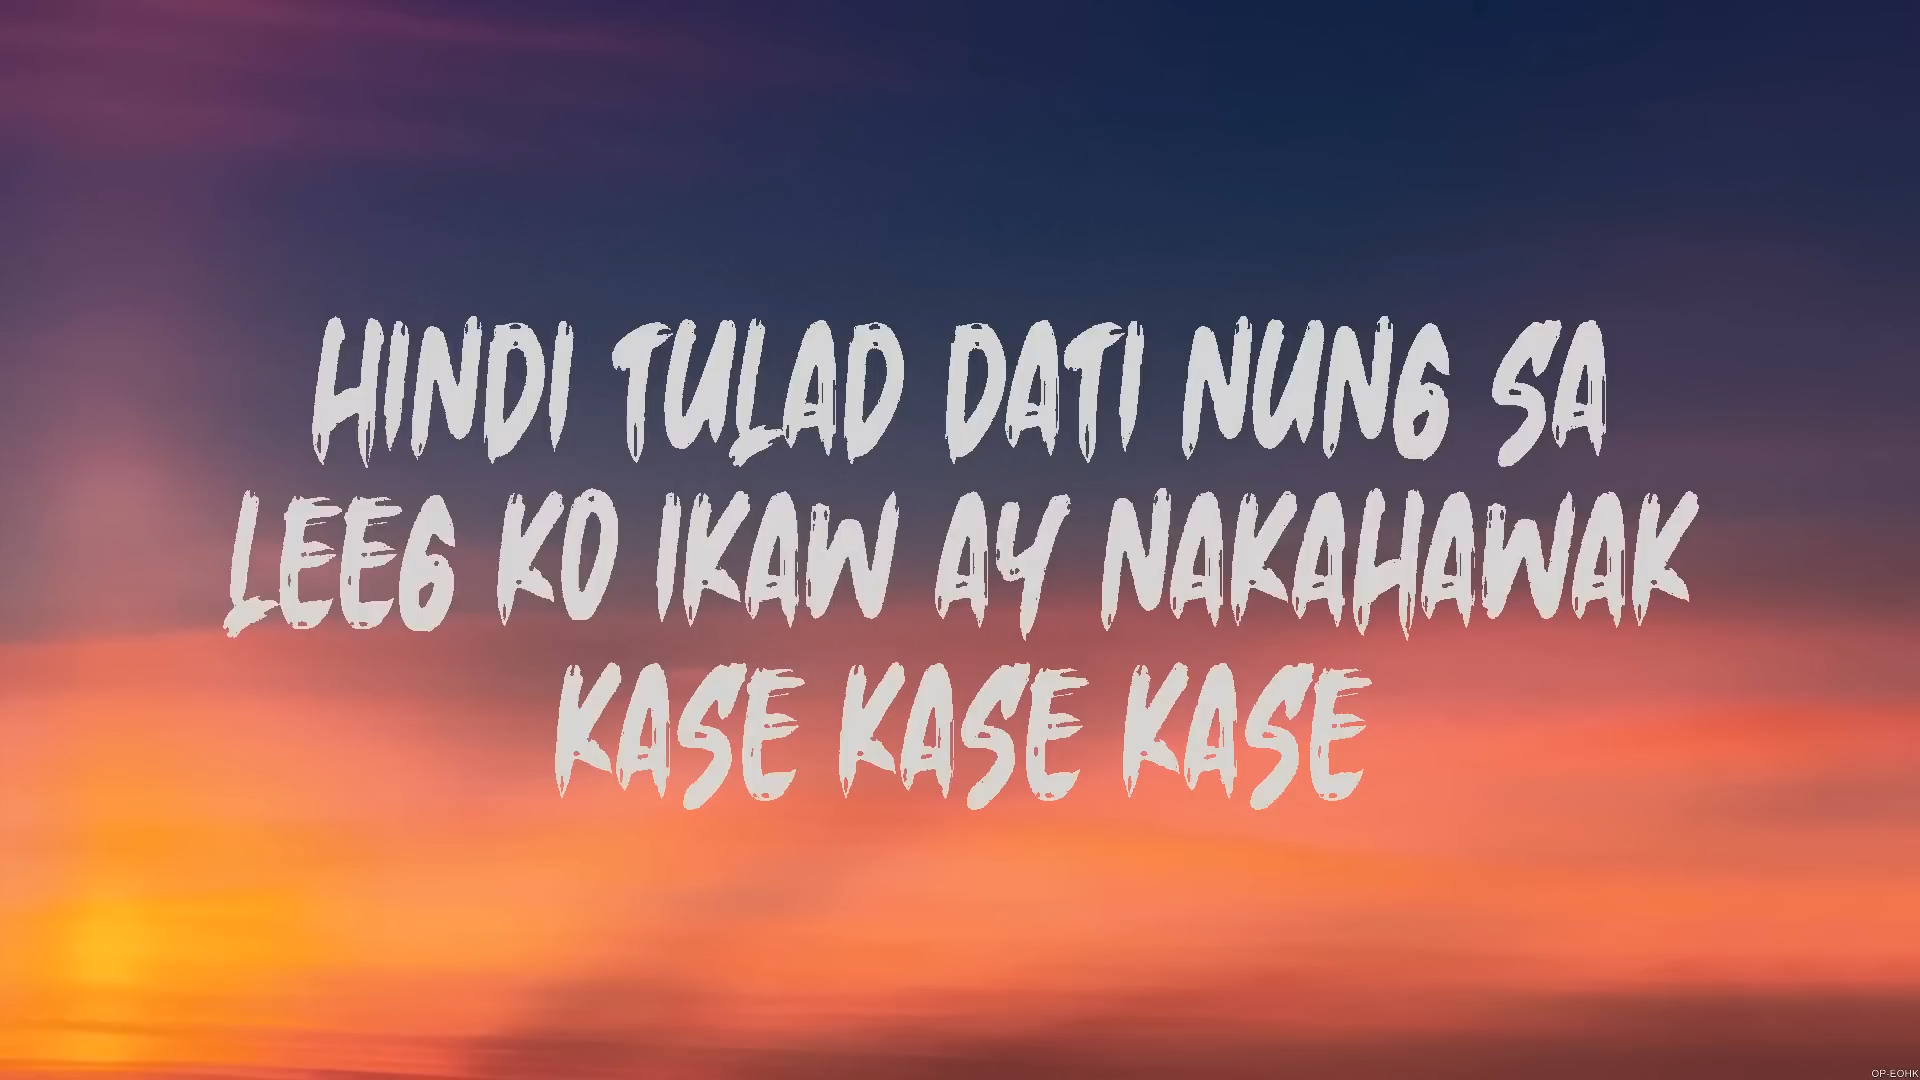 HINDI TULAD DATI NUNG SA
LEEG KO IKAW AY NAKAHAWAK
KASE KASE KASE
OP-EOHK